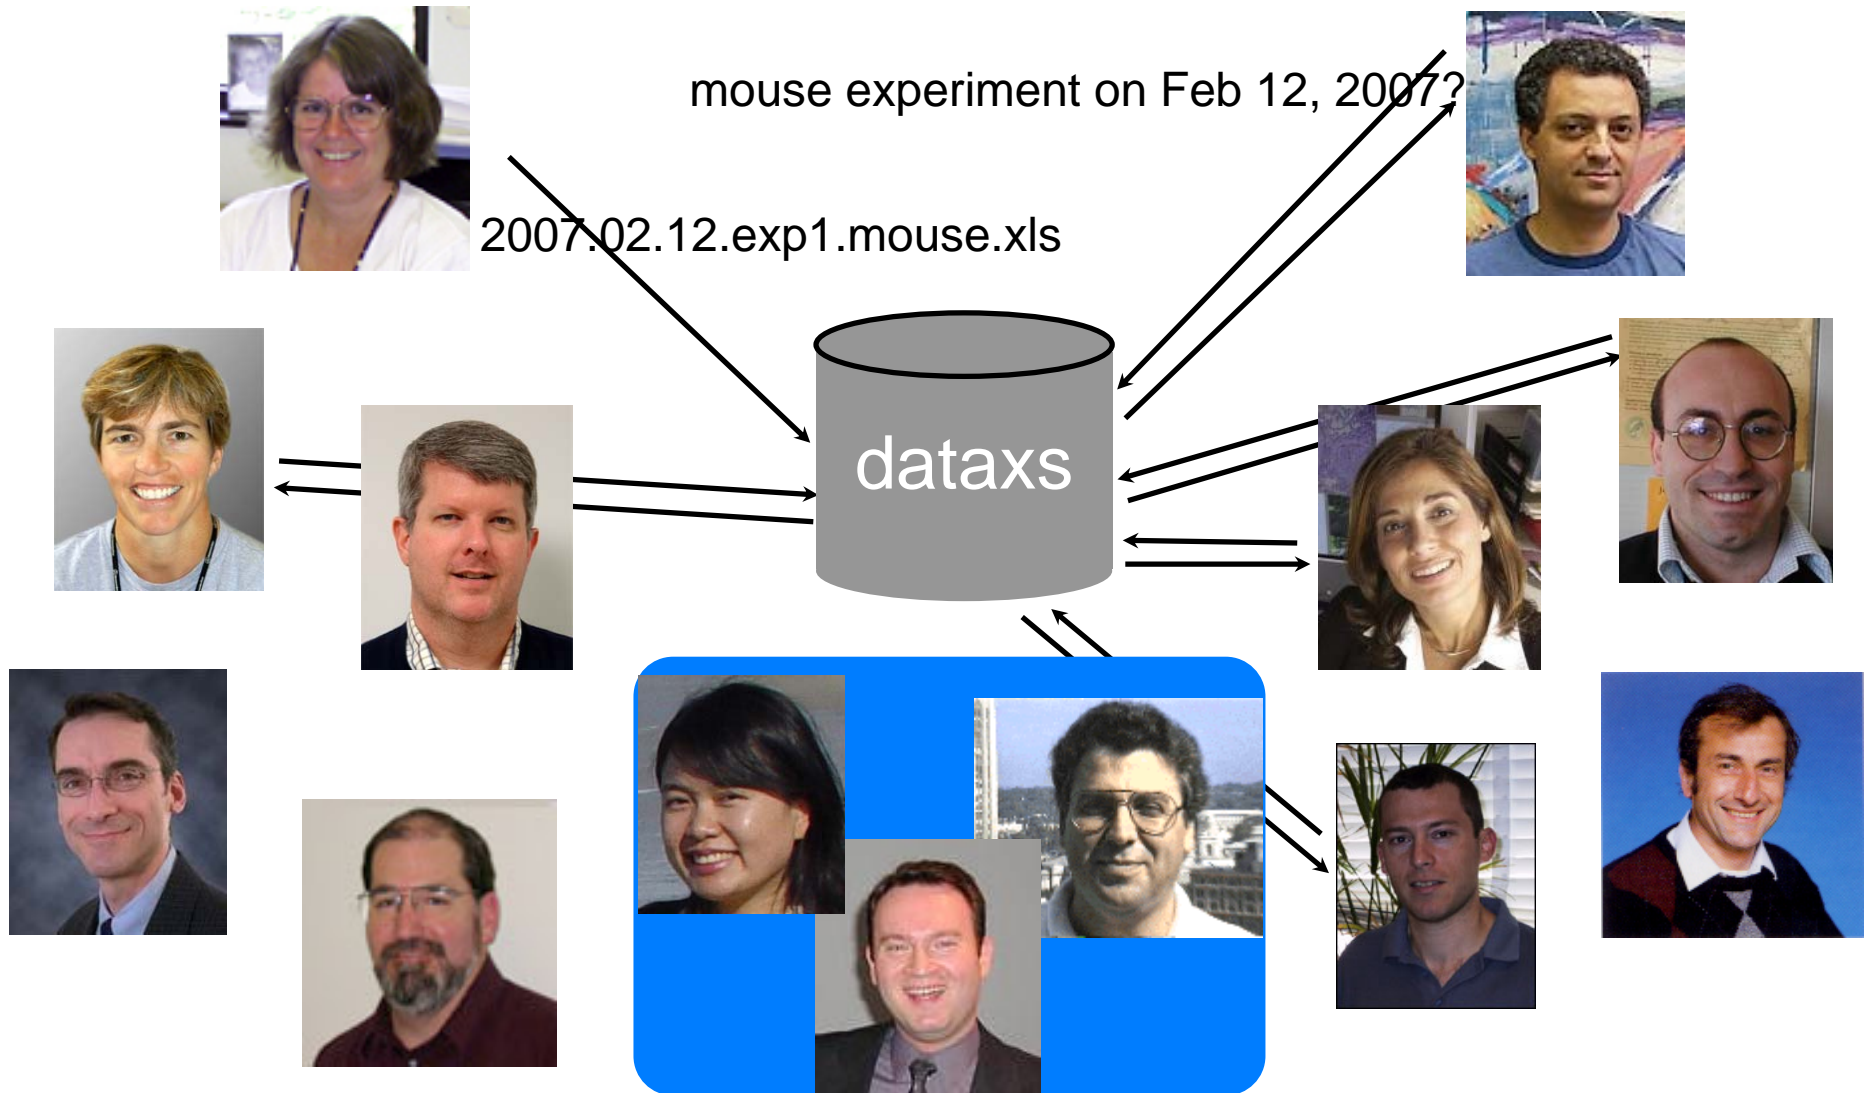 mouse experiment on Feb 12, 2007?
2007.02.12.exp1.mouse.xls
dataxs